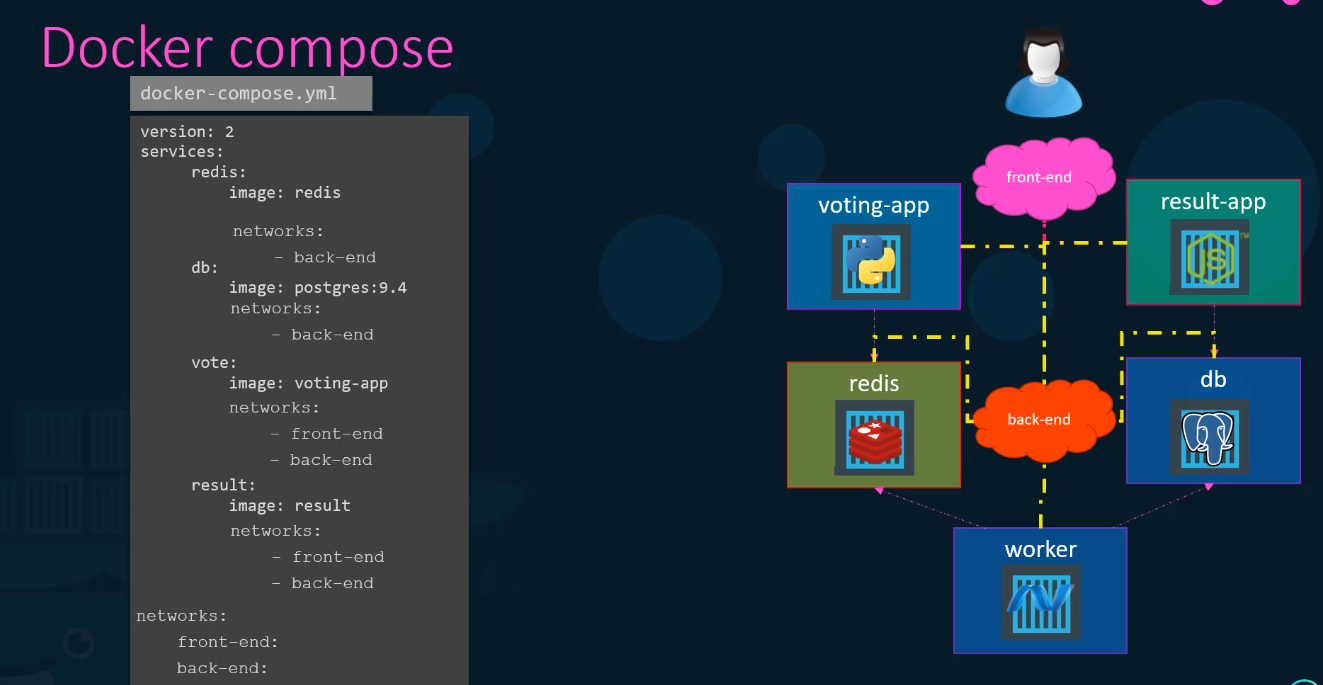 Docker compose
docker-compose.yml
version: 2
services:
redis:
image: redis
networks:
- back-end
db:
image: postgres:9.4
networks:
- back-end
vote:
image: voting-app
networks:
- front-end
- back-end
result:
image: result
networks:
- front-end
- back-end
networks:
front-end:
back-end:
front-end
voting-app
result-app
JS
TM
redis
back-end
db
worker